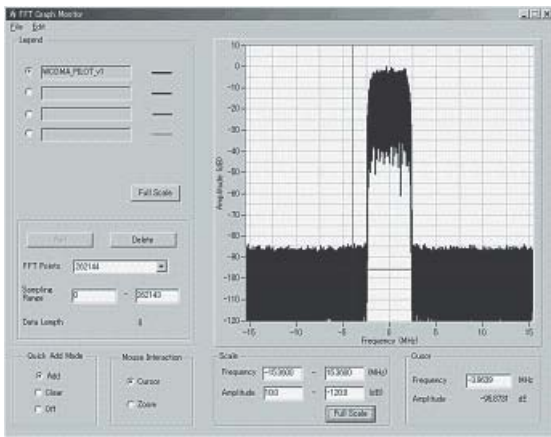 FFT Graph Monitor
File Edit
Legend
WCDMA_PILOT_v1
Full Scale
Delete
FFT Points 262144
Sampling Range 0 - 262143
Data Length 0
Quick Add Mode
Add
Clear
Off
Mouse Interaction
Cursor
Zoom
10
0
-10
-20
-30
-40
-50
-60
-70
-80
-90
-100
-110
-120
Amplitude (dB)
-15 -10 -5 0 5 10 15
Frequency (MHz)
Scale
Frequency -15.3600 - 15.3600 (MHz)
Amplitude 10.0 - -120.0 (dB)
Full Scale
Cursor
Frequency -3.9639 MHz
Amplitude dB